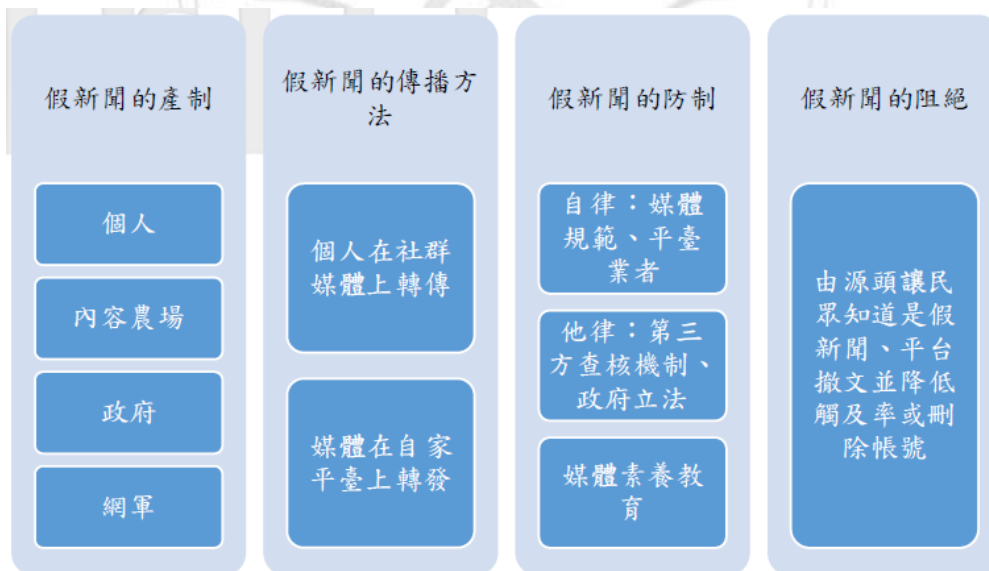 假新聞的產制
個人
內容農場
政府
網軍
假新聞的傳播方
法
個人在社群
媒體上轉傳
媒體在自家
平臺上轉發
假新聞的防制
自律：媒體
規範、平臺
業者
他律：第三
方查核機制、
政府立法
媒體素養教
育
假新聞的阻絕
由源頭讓民
眾知道是假
新聞、平台
撤文並降低
觸及率或刪
除帳號